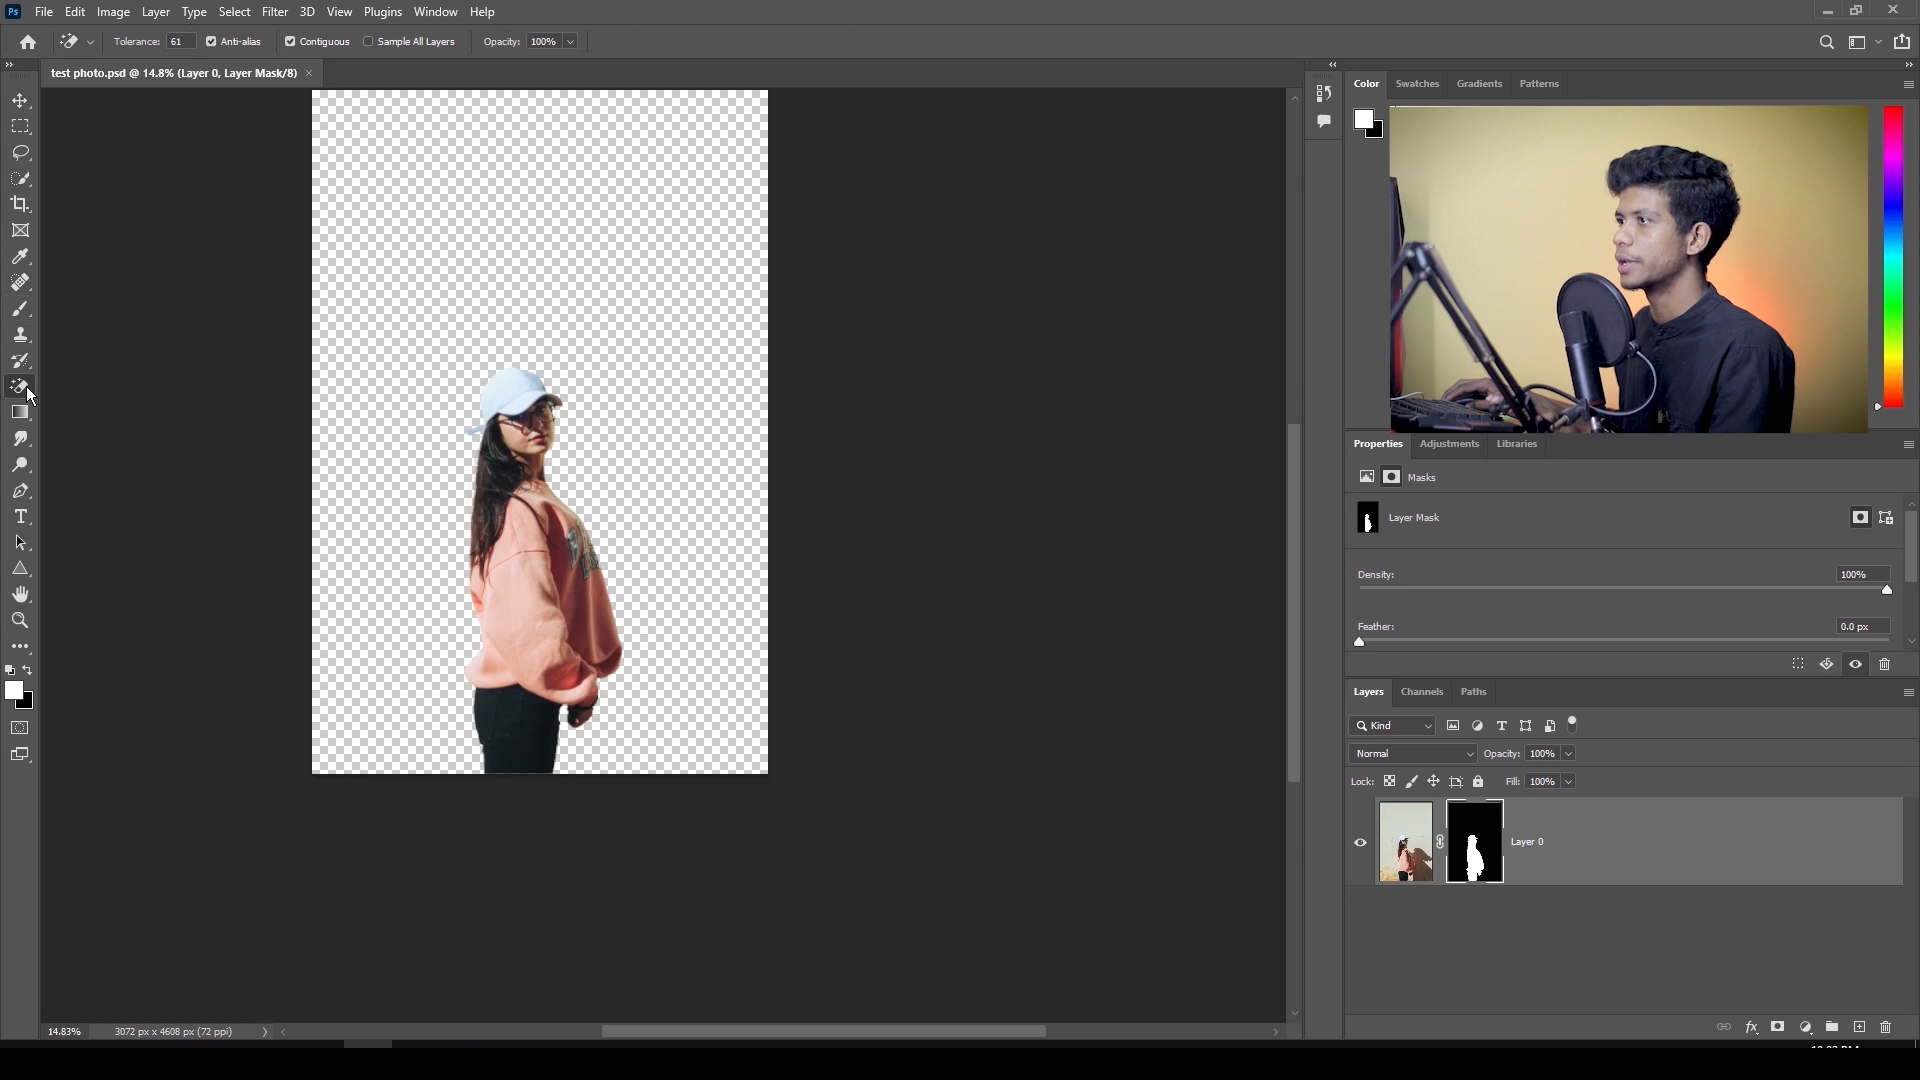 Ps File Edit Image Layer Type Select Filter 3D View Plugins Window Help
Tolerance: 61 Anti-alias Contiguous Sample All Layers Opacity: 100%
test photo.psd @ 14.8% (Layer 0, Layer Mask/8) ×
Color Swatches Gradients Patterns
Properties Adjustments Libraries
Masks
Layer Mask
Density: 100%
Feather: 0.0 px
Layers Channels Paths
Kind
Normal Opacity: 100%
Lock: Fill: 100%
Layer 0
14.83% 3072 px x 4608 px (72 ppi)